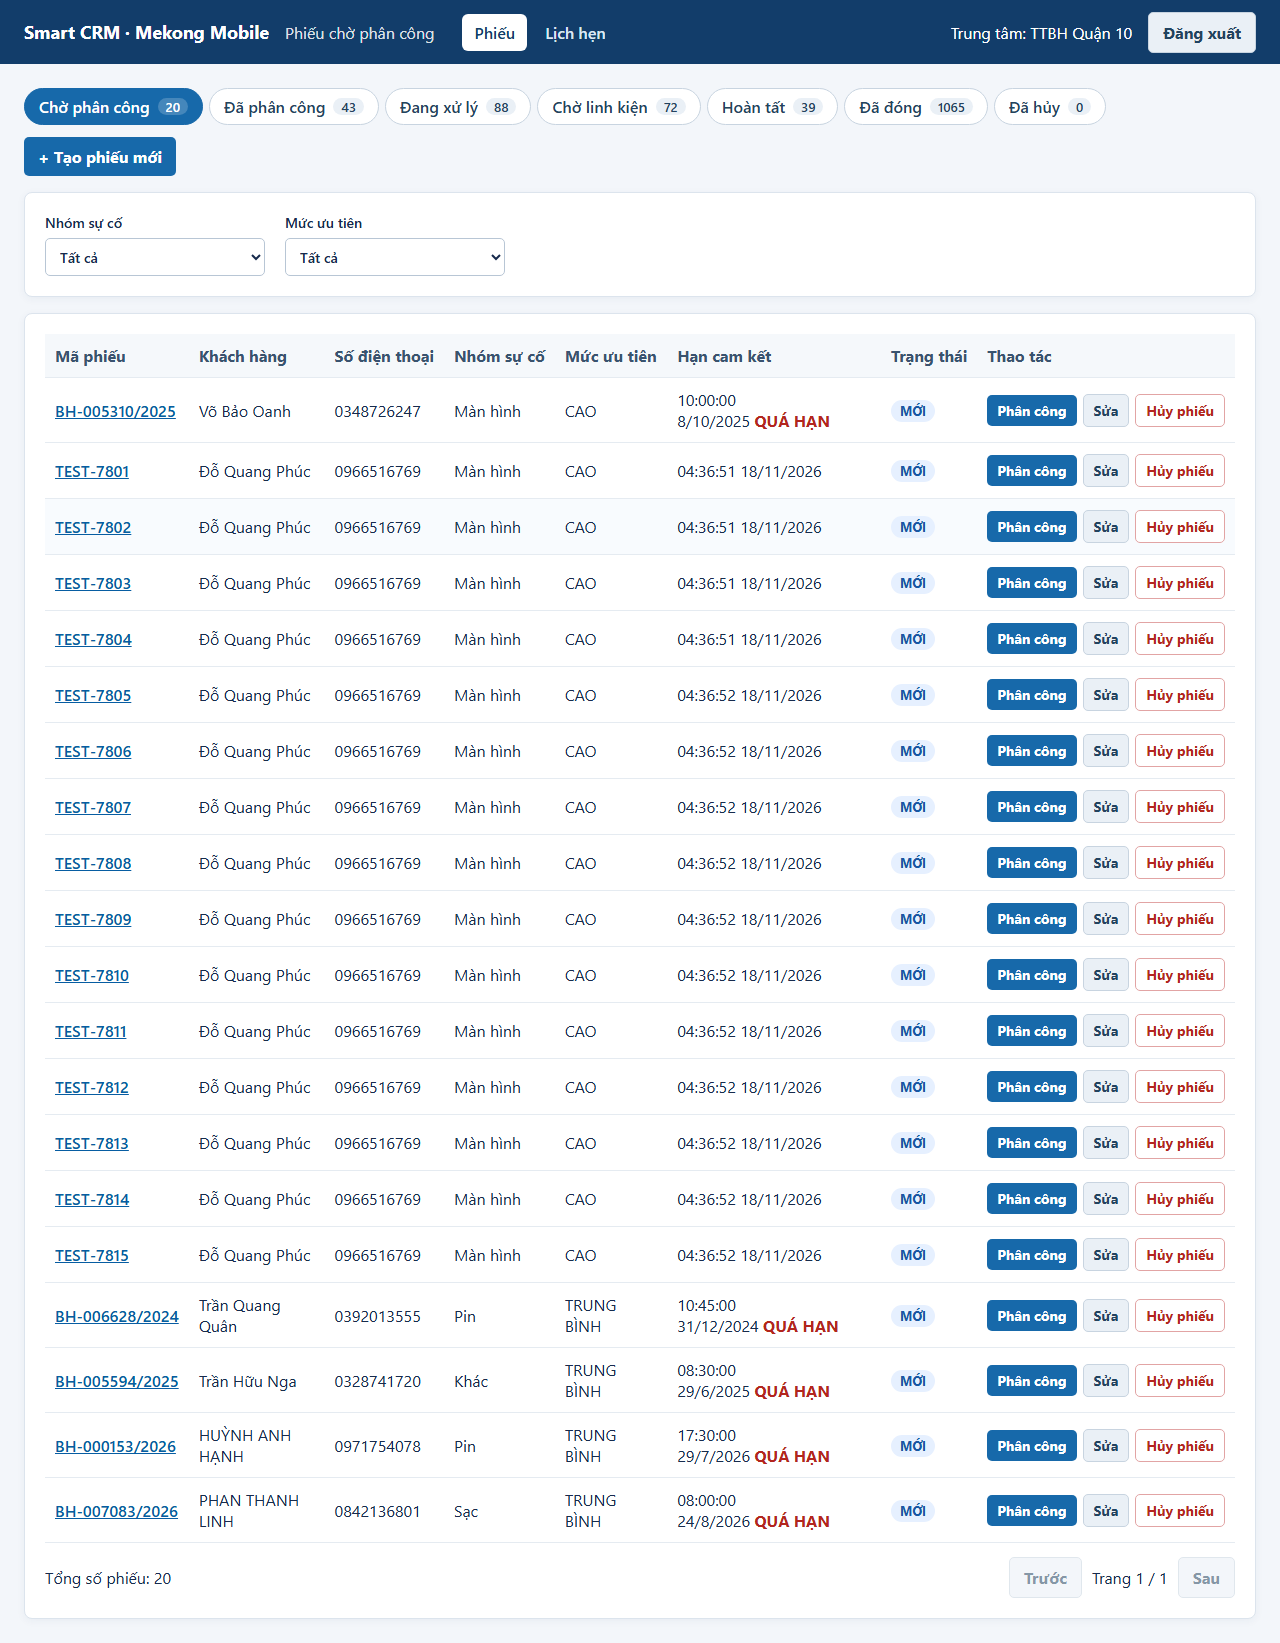 Smart CRM · Mekong Mobile Phiếu chờ phân công Phiếu Lịch hẹn Trung tâm: TTBH Quận 10 Đăng xuất
Chờ phân công 20 Đã phân công 43 Đang xử lý 88 Chờ linh kiện 72 Hoàn tất 39 Đã đóng 1065 Đã hủy 0
+ Tạo phiếu mới
Nhóm sự cố Mức ưu tiên
Tất cả Tất cả
Mã phiếu Khách hàng Số điện thoại Nhóm sự cố Mức ưu tiên Hạn cam kết Trạng thái Thao tác
BH-005310/2025 Võ Bảo Oanh 0348726247 Màn hình CAO 10:00:00 8/10/2025 QUÁ HẠN MỚI Phân công Sửa Hủy phiếu
TEST-7801 Đỗ Quang Phúc 0966516769 Màn hình CAO 04:36:51 18/11/2026 MỚI Phân công Sửa Hủy phiếu
TEST-7802 Đỗ Quang Phúc 0966516769 Màn hình CAO 04:36:51 18/11/2026 MỚI Phân công Sửa Hủy phiếu
TEST-7803 Đỗ Quang Phúc 0966516769 Màn hình CAO 04:36:51 18/11/2026 MỚI Phân công Sửa Hủy phiếu
TEST-7804 Đỗ Quang Phúc 0966516769 Màn hình CAO 04:36:51 18/11/2026 MỚI Phân công Sửa Hủy phiếu
TEST-7805 Đỗ Quang Phúc 0966516769 Màn hình CAO 04:36:52 18/11/2026 MỚI Phân công Sửa Hủy phiếu
TEST-7806 Đỗ Quang Phúc 0966516769 Màn hình CAO 04:36:52 18/11/2026 MỚI Phân công Sửa Hủy phiếu
TEST-7807 Đỗ Quang Phúc 0966516769 Màn hình CAO 04:36:52 18/11/2026 MỚI Phân công Sửa Hủy phiếu
TEST-7808 Đỗ Quang Phúc 0966516769 Màn hình CAO 04:36:52 18/11/2026 MỚI Phân công Sửa Hủy phiếu
TEST-7809 Đỗ Quang Phúc 0966516769 Màn hình CAO 04:36:52 18/11/2026 MỚI Phân công Sửa Hủy phiếu
TEST-7810 Đỗ Quang Phúc 0966516769 Màn hình CAO 04:36:52 18/11/2026 MỚI Phân công Sửa Hủy phiếu
TEST-7811 Đỗ Quang Phúc 0966516769 Màn hình CAO 04:36:52 18/11/2026 MỚI Phân công Sửa Hủy phiếu
TEST-7812 Đỗ Quang Phúc 0966516769 Màn hình CAO 04:36:52 18/11/2026 MỚI Phân công Sửa Hủy phiếu
TEST-7813 Đỗ Quang Phúc 0966516769 Màn hình CAO 04:36:52 18/11/2026 MỚI Phân công Sửa Hủy phiếu
TEST-7814 Đỗ Quang Phúc 0966516769 Màn hình CAO 04:36:52 18/11/2026 MỚI Phân công Sửa Hủy phiếu
TEST-7815 Đỗ Quang Phúc 0966516769 Màn hình CAO 04:36:52 18/11/2026 MỚI Phân công Sửa Hủy phiếu
BH-006628/2024 Trần Quang Quân 0392013555 Pin TRUNG BÌNH 10:45:00 31/12/2024 QUÁ HẠN MỚI Phân công Sửa Hủy phiếu
BH-005594/2025 Trần Hữu Nga 0328741720 Khác TRUNG BÌNH 08:30:00 29/6/2025 QUÁ HẠN MỚI Phân công Sửa Hủy phiếu
BH-000153/2026 HUỲNH ANH HẠNH 0971754078 Pin TRUNG BÌNH 17:30:00 29/7/2026 QUÁ HẠN MỚI Phân công Sửa Hủy phiếu
BH-007083/2026 PHAN THANH LINH 0842136801 Sạc TRUNG BÌNH 08:00:00 24/8/2026 QUÁ HẠN MỚI Phân công Sửa Hủy phiếu
Tổng số phiếu: 20 Trước Trang 1 / 1 Sau